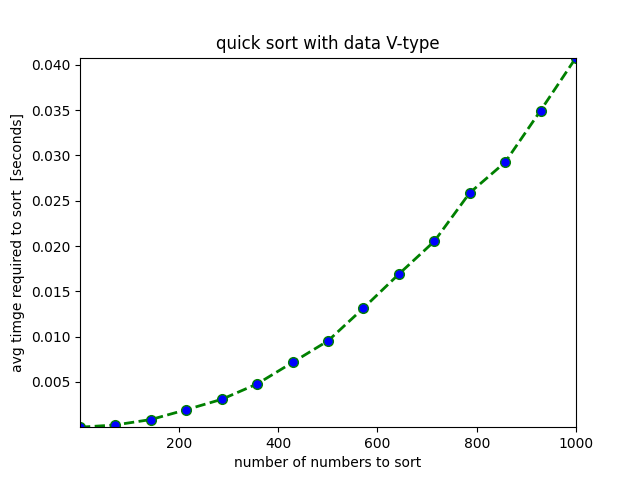 quick sort with data V-type
0.040
0.035
0.030
0.025
0.020
0.015
0.010
0.005
avg timge required to sort  [seconds]
200 400 600 800 1000
number of numbers to sort